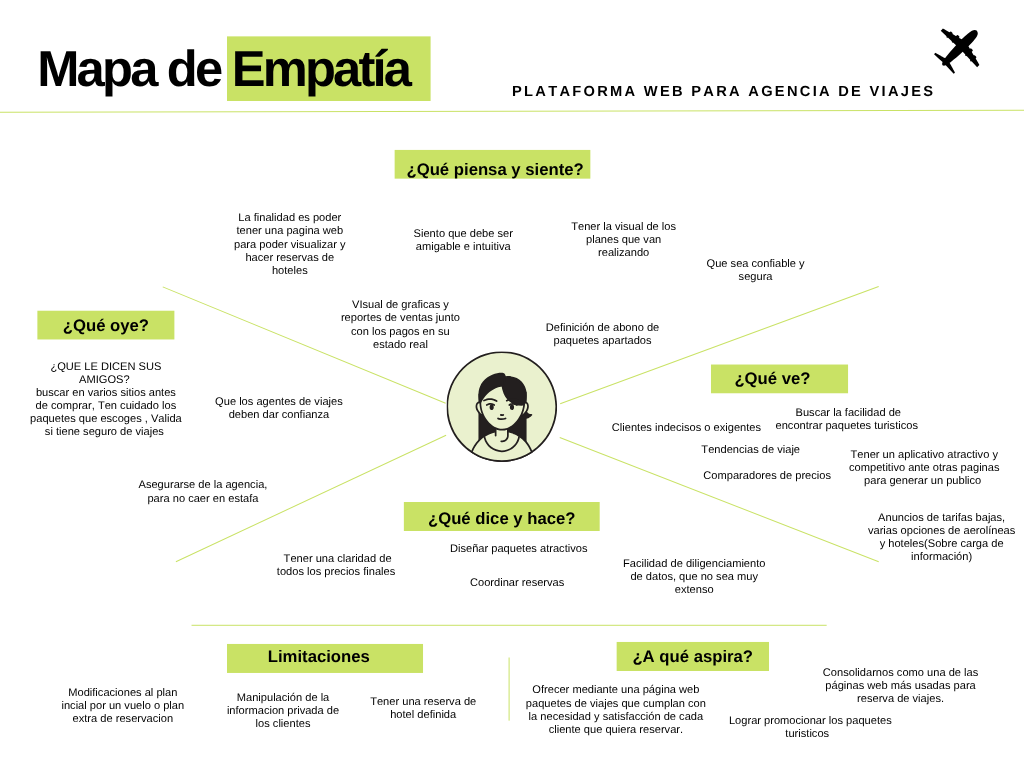 Mapa de Empatía
PLATAFORMA WEB PARA AGENCIA DE VIAJES
¿Qué piensa y siente?
La finalidad es poder
tener una pagina web
para poder visualizar y
hacer reservas de
hoteles
Siento que debe ser
amigable e intuitiva
Tener la visual de los
planes que van
realizando
Que sea confiable y
segura
VIsual de graficas y
reportes de ventas junto
con los pagos en su
estado real
Definición de abono de
paquetes apartados
¿Qué oye?
¿QUE LE DICEN SUS
AMIGOS?
buscar en varios sitios antes
de comprar, Ten cuidado los
paquetes que escoges , Valida
si tiene seguro de viajes
Que los agentes de viajes
deben dar confianza
Asegurarse de la agencia,
para no caer en estafa
¿Qué ve?
Clientes indecisos o exigentes
Buscar la facilidad de
encontrar paquetes turisticos
Tendencias de viaje
Comparadores de precios
Tener un aplicativo atractivo y
competitivo ante otras paginas
para generar un publico
Anuncios de tarifas bajas,
varias opciones de aerolíneas
y hoteles(Sobre carga de
información)
¿Qué dice y hace?
Tener una claridad de
todos los precios finales
Diseñar paquetes atractivos
Coordinar reservas
Facilidad de diligenciamiento
de datos, que no sea muy
extenso
Limitaciones
Modificaciones al plan
incial por un vuelo o plan
extra de reservacion
Manipulación de la
informacion privada de
los clientes
Tener una reserva de
hotel definida
¿A qué aspira?
Ofrecer mediante una página web
paquetes de viajes que cumplan con
la necesidad y satisfacción de cada
cliente que quiera reservar.
Consolidarnos como una de las
páginas web más usadas para
reserva de viajes.
Lograr promocionar los paquetes
turisticos